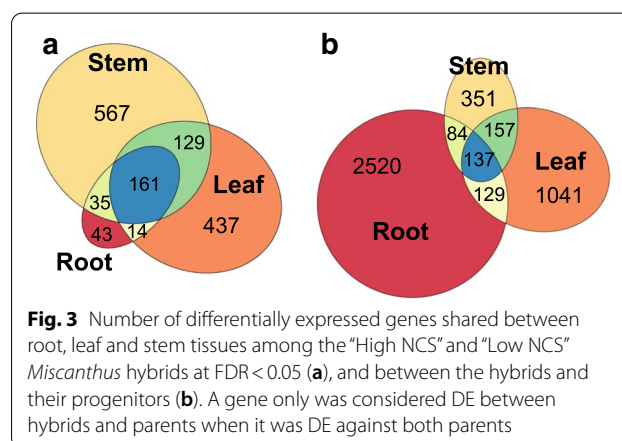 a
b
Stem
567
129
161
Leaf
437
35
43
14
Root
Stem
351
84
157
137
2520
Leaf
1041
129
Root
Fig. 3 Number of differentially expressed genes shared between
root, leaf and stem tissues among the “High NCS” and “Low NCS”
Miscanthus hybrids at FDR < 0.05 (a), and between the hybrids and
their progenitors (b). A gene only was considered DE between
hybrids and parents when it was DE against both parents